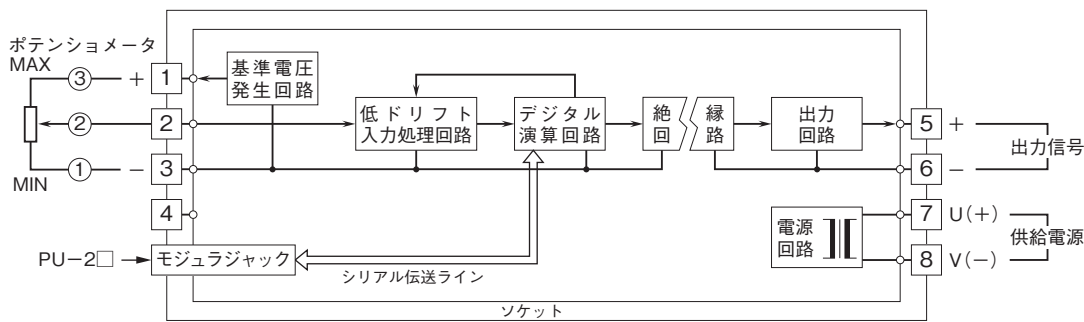 ポテンショメータ
MAX
③ + 1
② 2
① − 3
MIN
4
基準電圧
発生回路
低ドリフト
入力処理回路
デジタル
演算回路
絶縁
回路
出力
回路
5 +
6 −
出力信号
電源
回路
7 U(+)
8 V(−)
供給電源
PU−2□
モジュラジャック
シリアル伝送ライン
ソケット